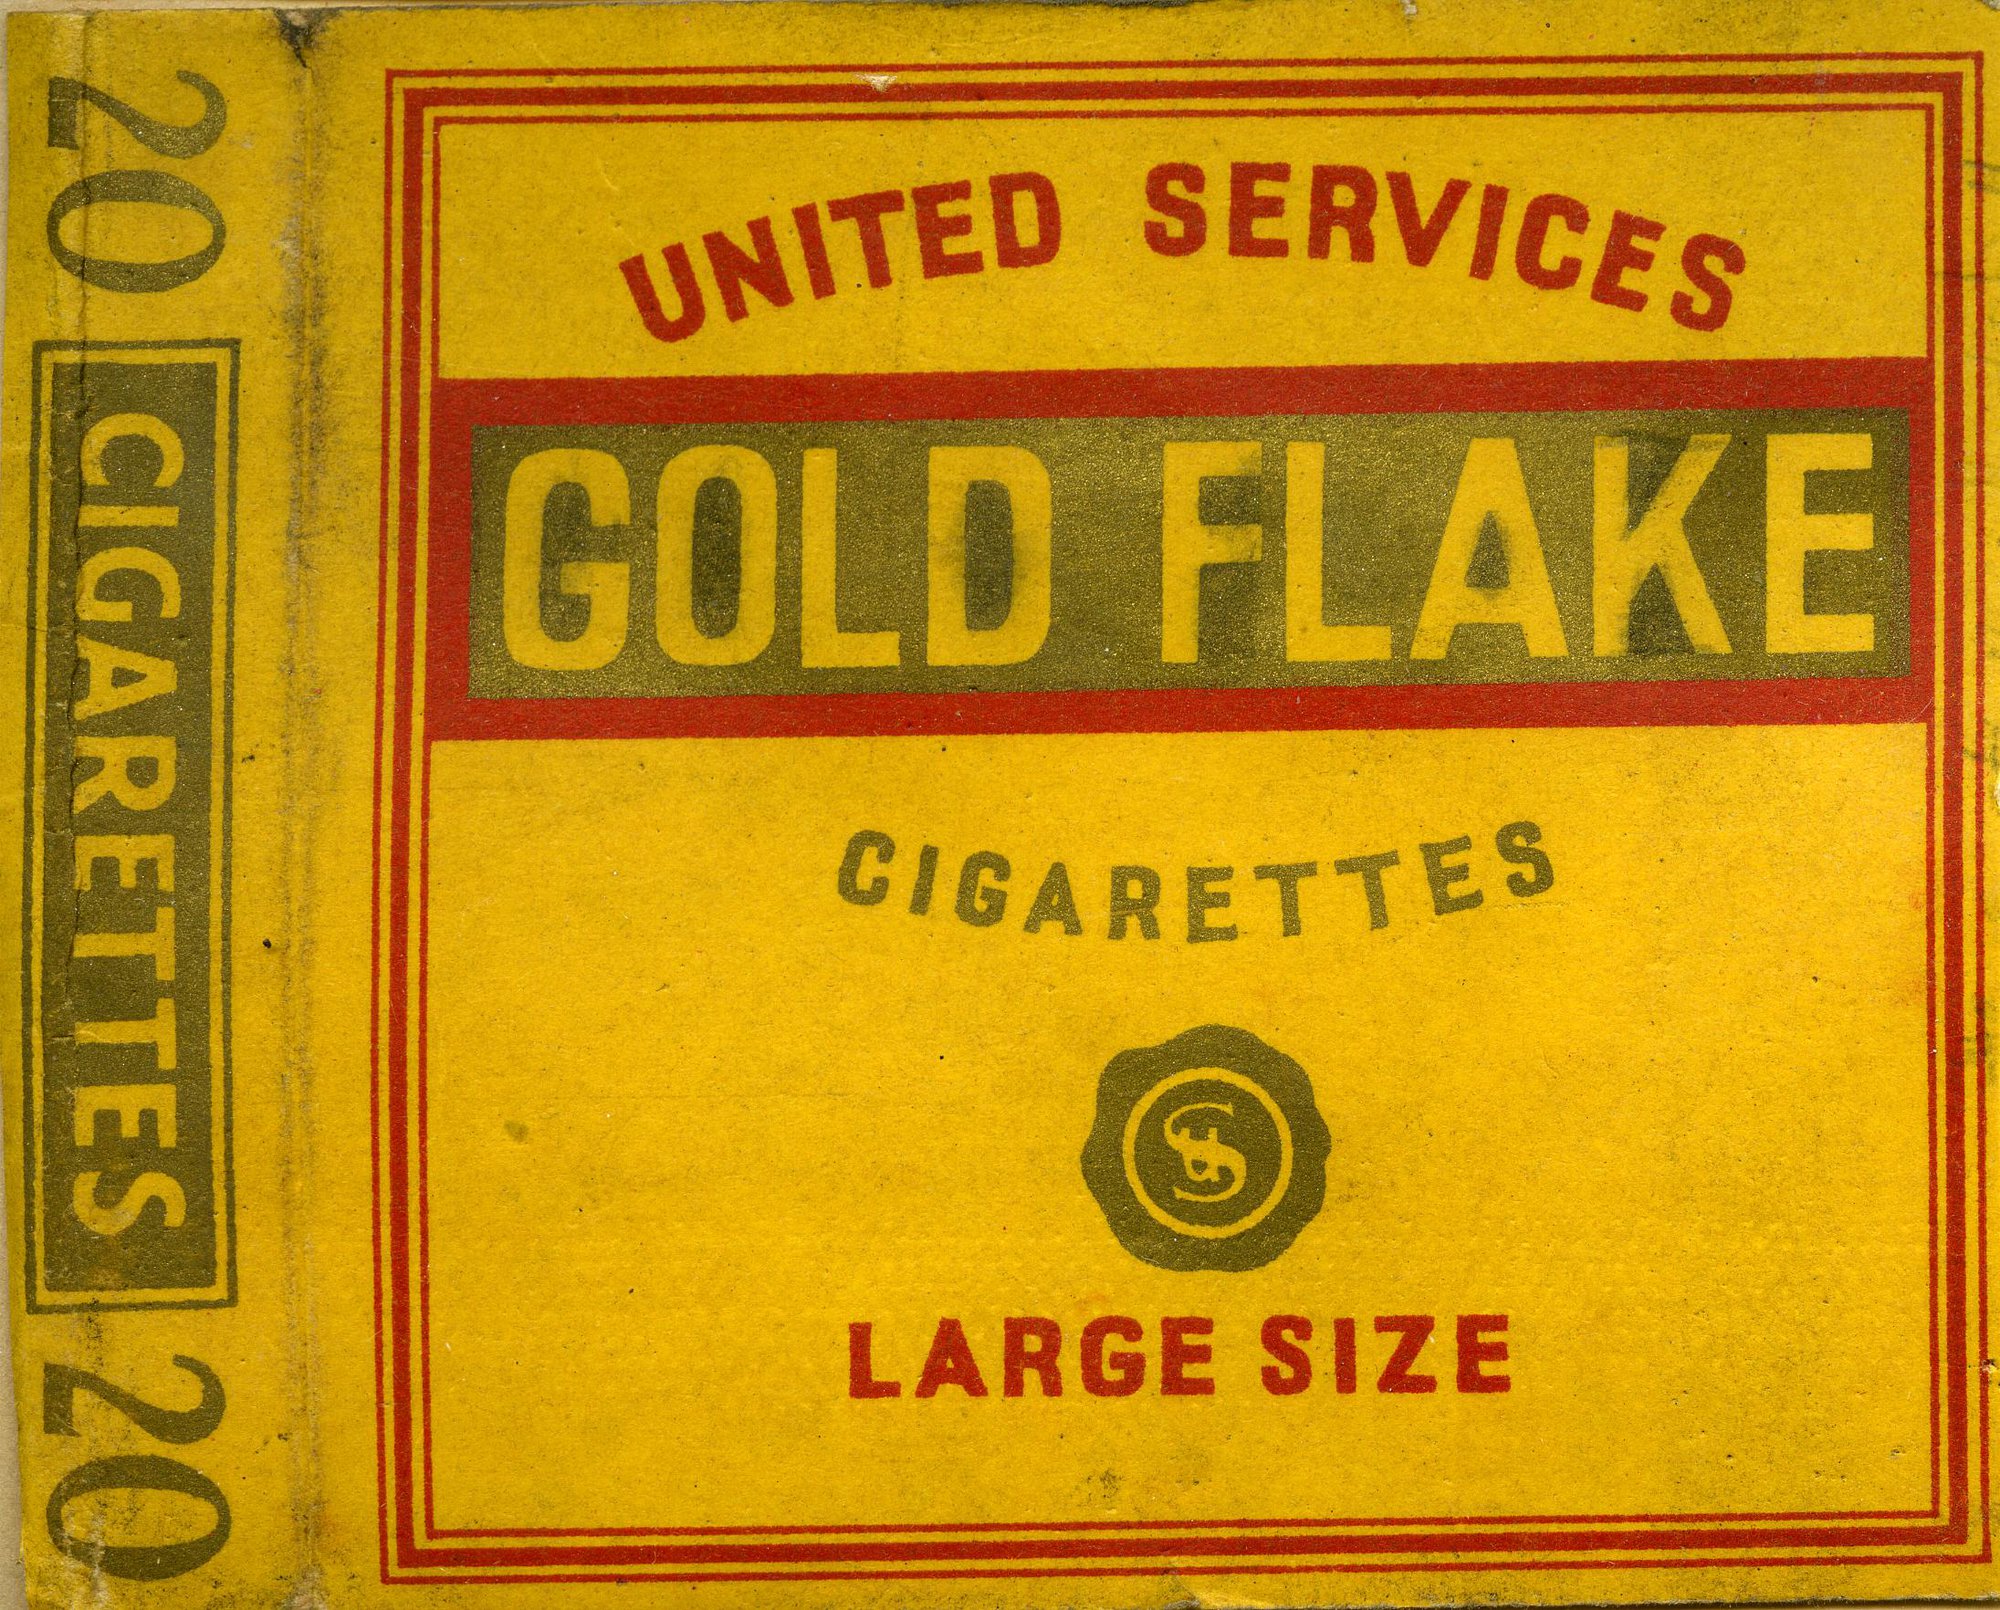 20 CIGARETTES 20
UNITED SERVICES
GOLD FLAKE
CIGARETTES
LARGE SIZE